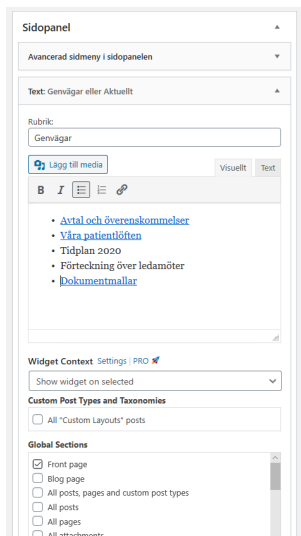 Sidopanel
Avancerad sidmeny i sidopanelen
Text: Genvägar eller Aktuellt
Rubrik:
Genvägar
Lägg till media
Visuellt Text
B I
• Avtal och överenskommelser
• Våra patientlöften
• Tidplan 2020
• Förteckning över ledamöter
• Dokumentmallar
Widget Context Settings | PRO 🚀
Show widget on selected
Custom Post Types and Taxonomies
All "Custom Layouts" posts
Global Sections
Front page
Blog page
All posts, pages and custom post types
All posts
All pages
All attachments